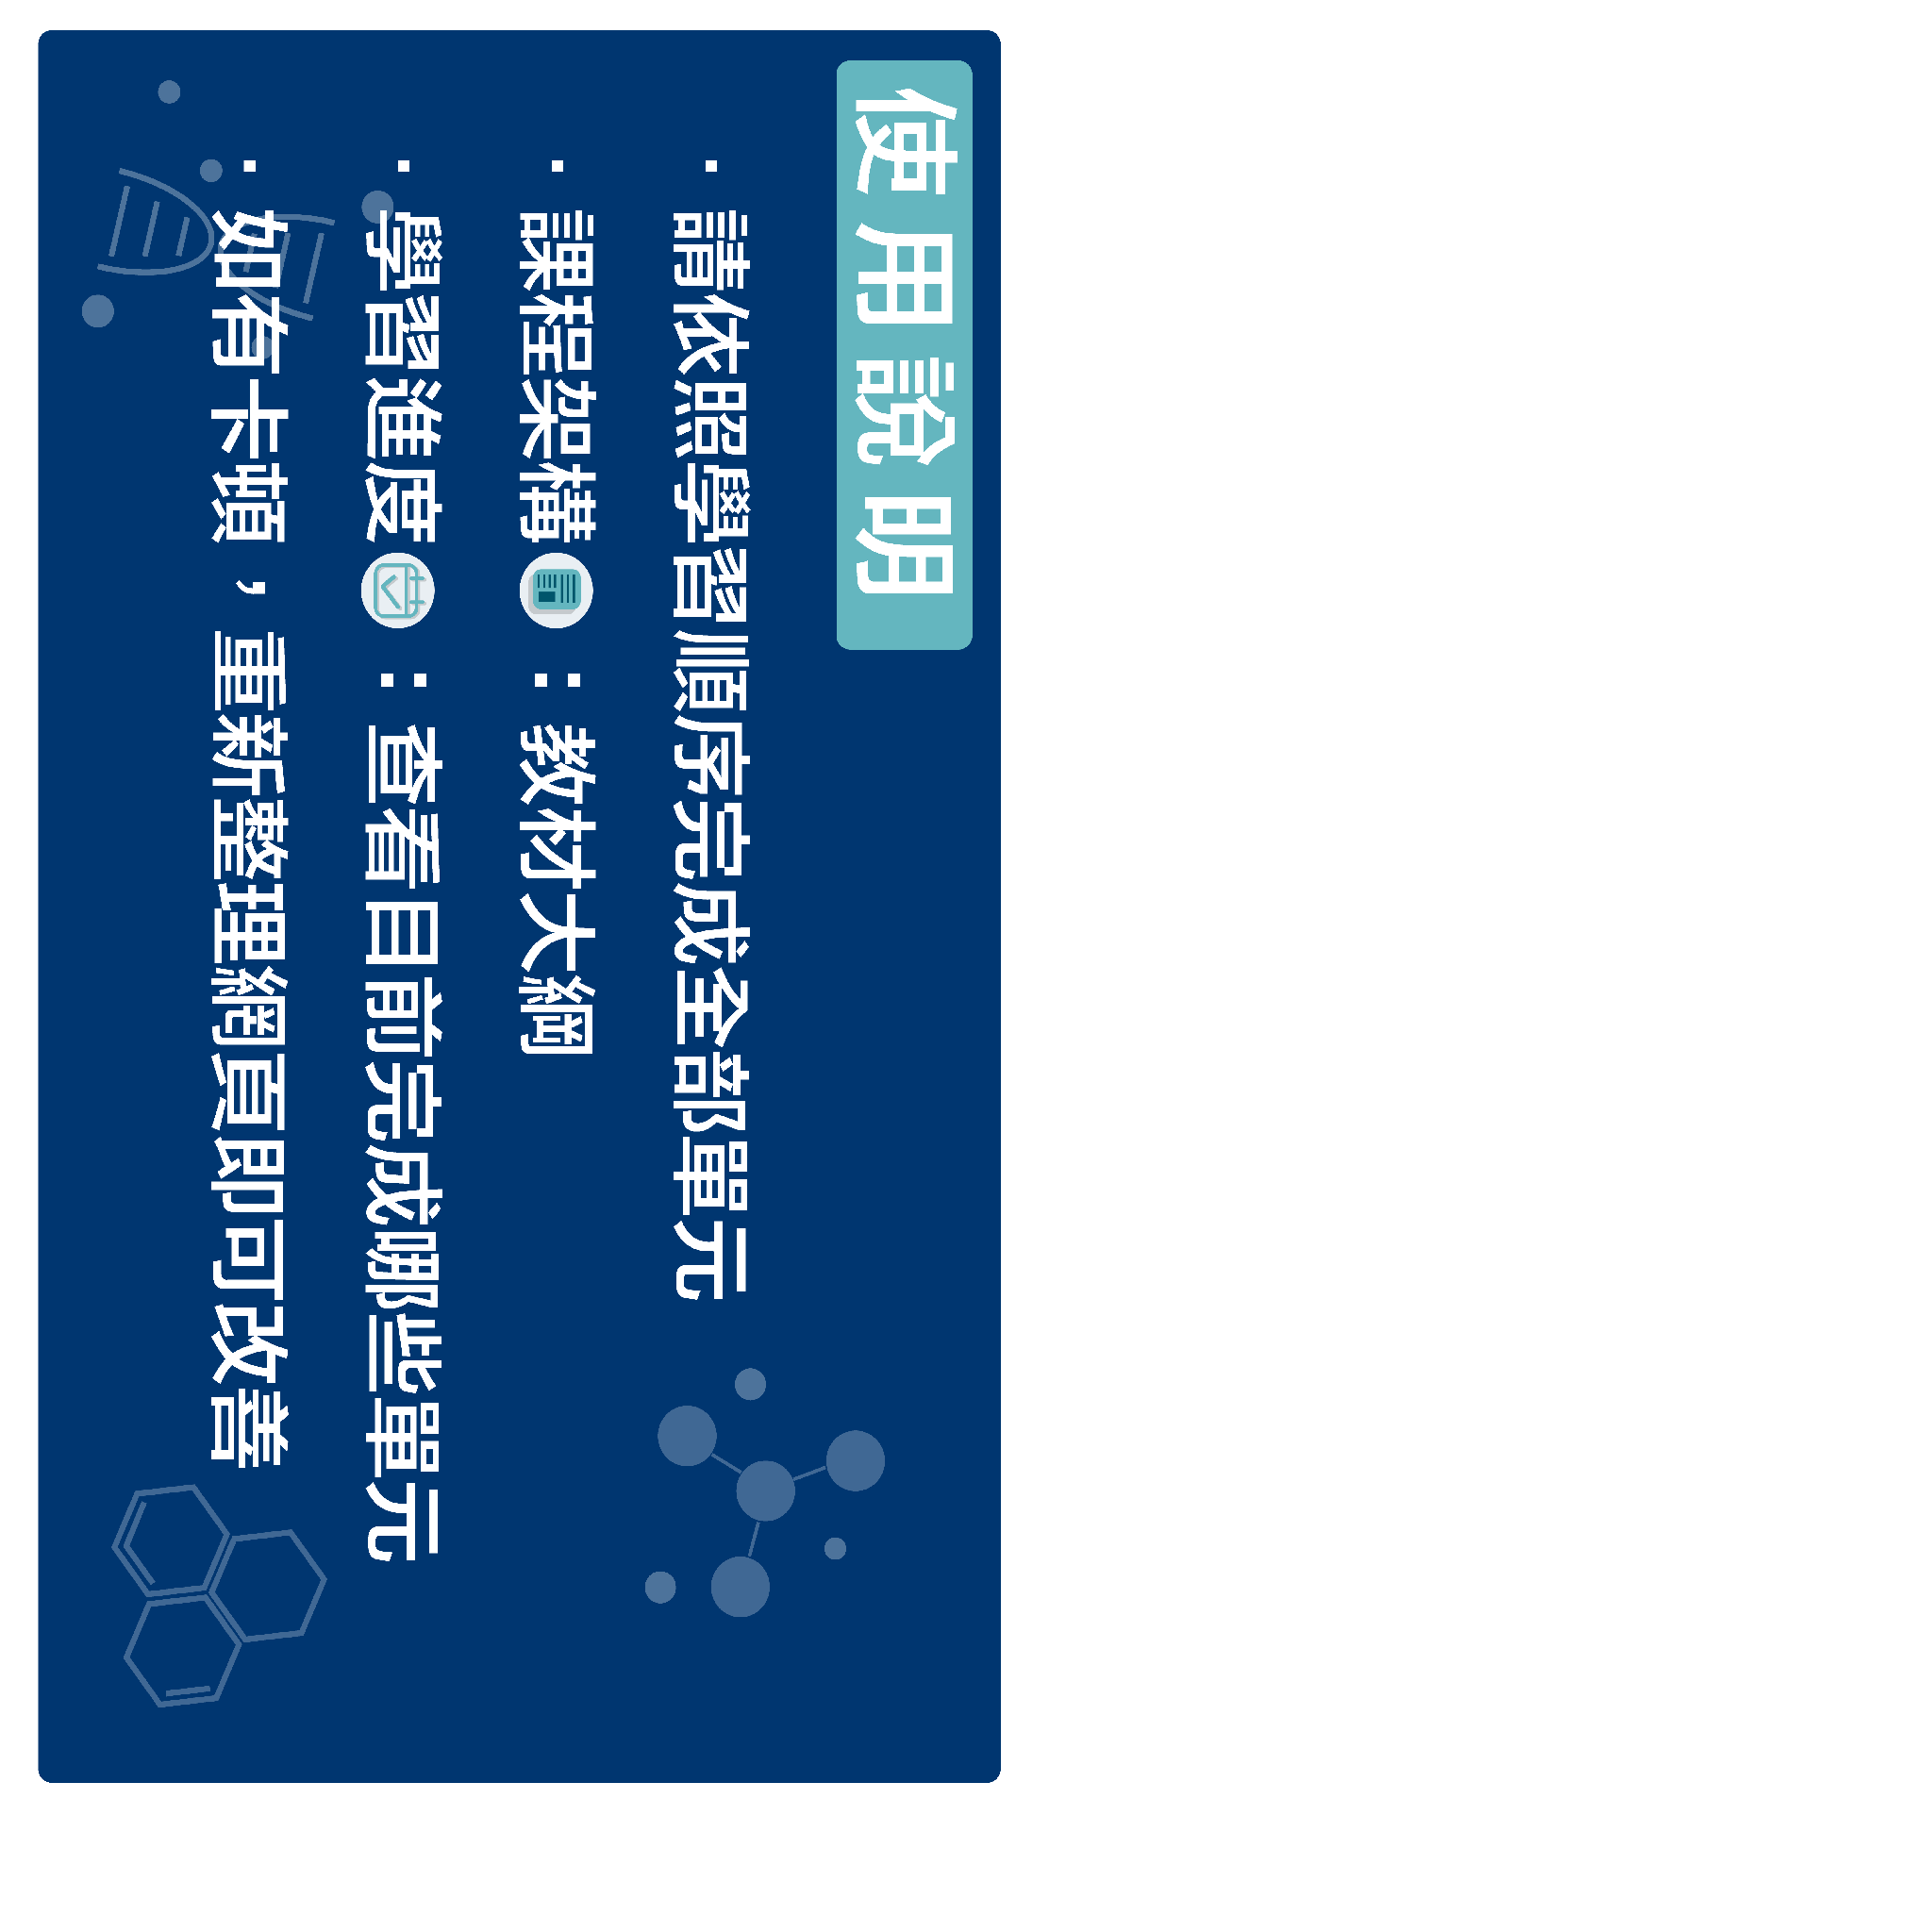 使用說明
· 請依照學習順序完成全部單元
· 課程架構 : 教材大綱
· 學習進度 : 查看目前完成哪些單元
· 如有卡頓，重新整理網頁即可改善